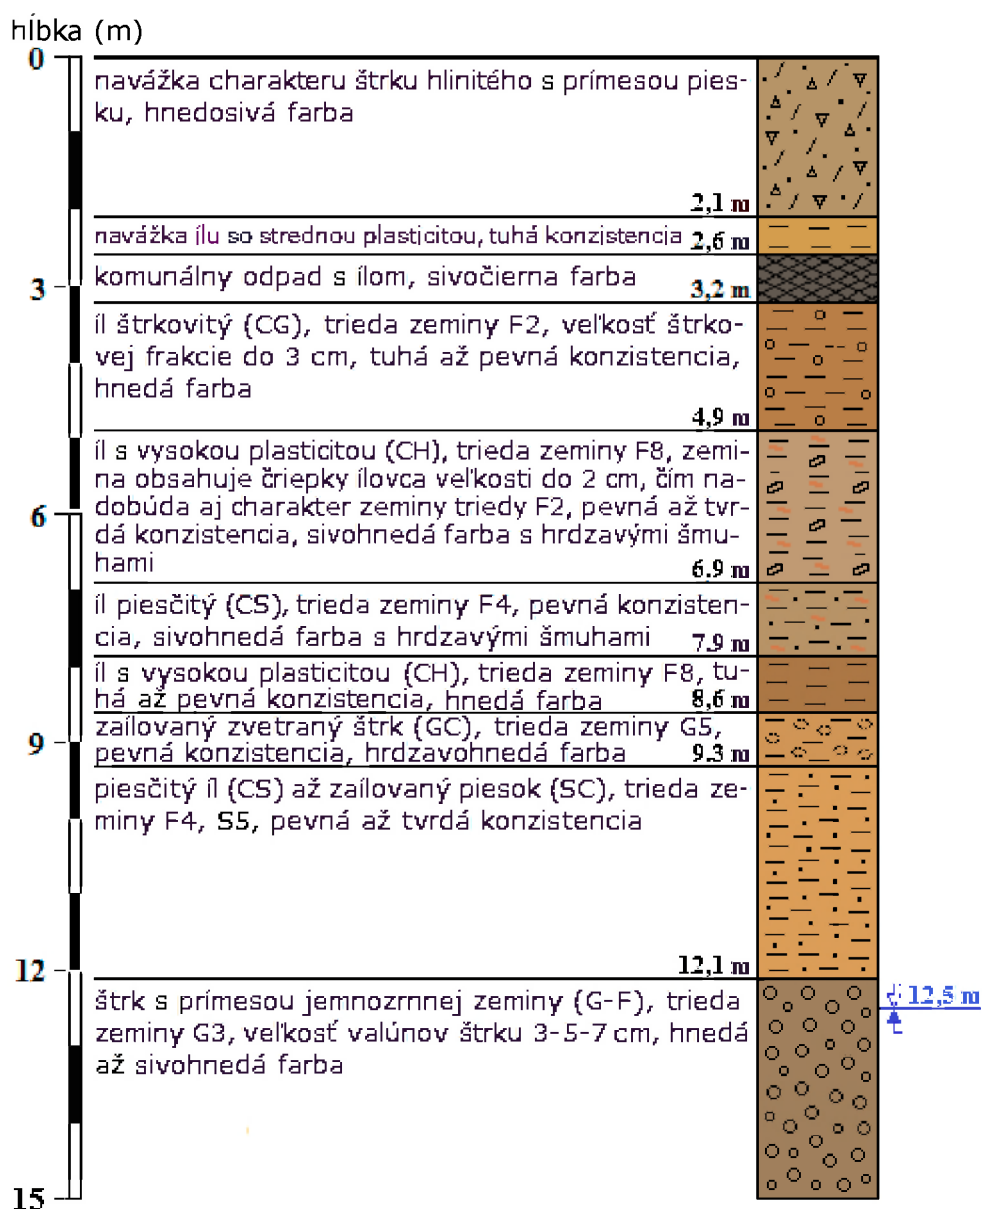 hĺbka (m)
0
navážka charakteru štrku hlinitého s prímesou pies-
ku, hnedosivá farba
2,1 m
navážka ílu so strednou plasticitou, tuhá konzistencia 2,6 m
komunálny odpad s ílom, sivočierna farba
3
3,2 m
íl štrkovitý (CG), trieda zeminy F2, veľkosť štrko-
vej frakcie do 3 cm, tuhá až pevná konzistencia,
hnedá farba
4,9 m
íl s vysokou plasticitou (CH), trieda zeminy F8, zemi-
na obsahuje čriepky ílovca veľkosti do 2 cm, čím na-
6
dobúda aj charakter zeminy triedy F2, pevná až tvr-
dá konzistencia, sivohnedá farba s hrdzavými šmu-
hami
6.9 m
íl piesčitý (CS), trieda zeminy F4, pevná konzisten-
cia, sivohnedá farba s hrdzavými šmuhami 7.9 m
íl s vysokou plasticitou (CH), trieda zeminy F8, tu-
há až pevná konzistencia, hnedá farba 8,6 m
zaílovaný zvetraný štrk (GC), trieda zeminy G5,
9
pevná konzistencia, hrdzavohnedá farba 9.3 m
piesčitý íl (CS) až zaílovaný piesok (SC), trieda ze-
miny F4, S5, pevná až tvrdá konzistencia
12,1 m
12
štrk s prímesou jemnozrnnej zeminy (G-F), trieda
12,5 m
zeminy G3, veľkosť valúnov štrku 3-5-7 cm, hnedá
až sivohnedá farba
15